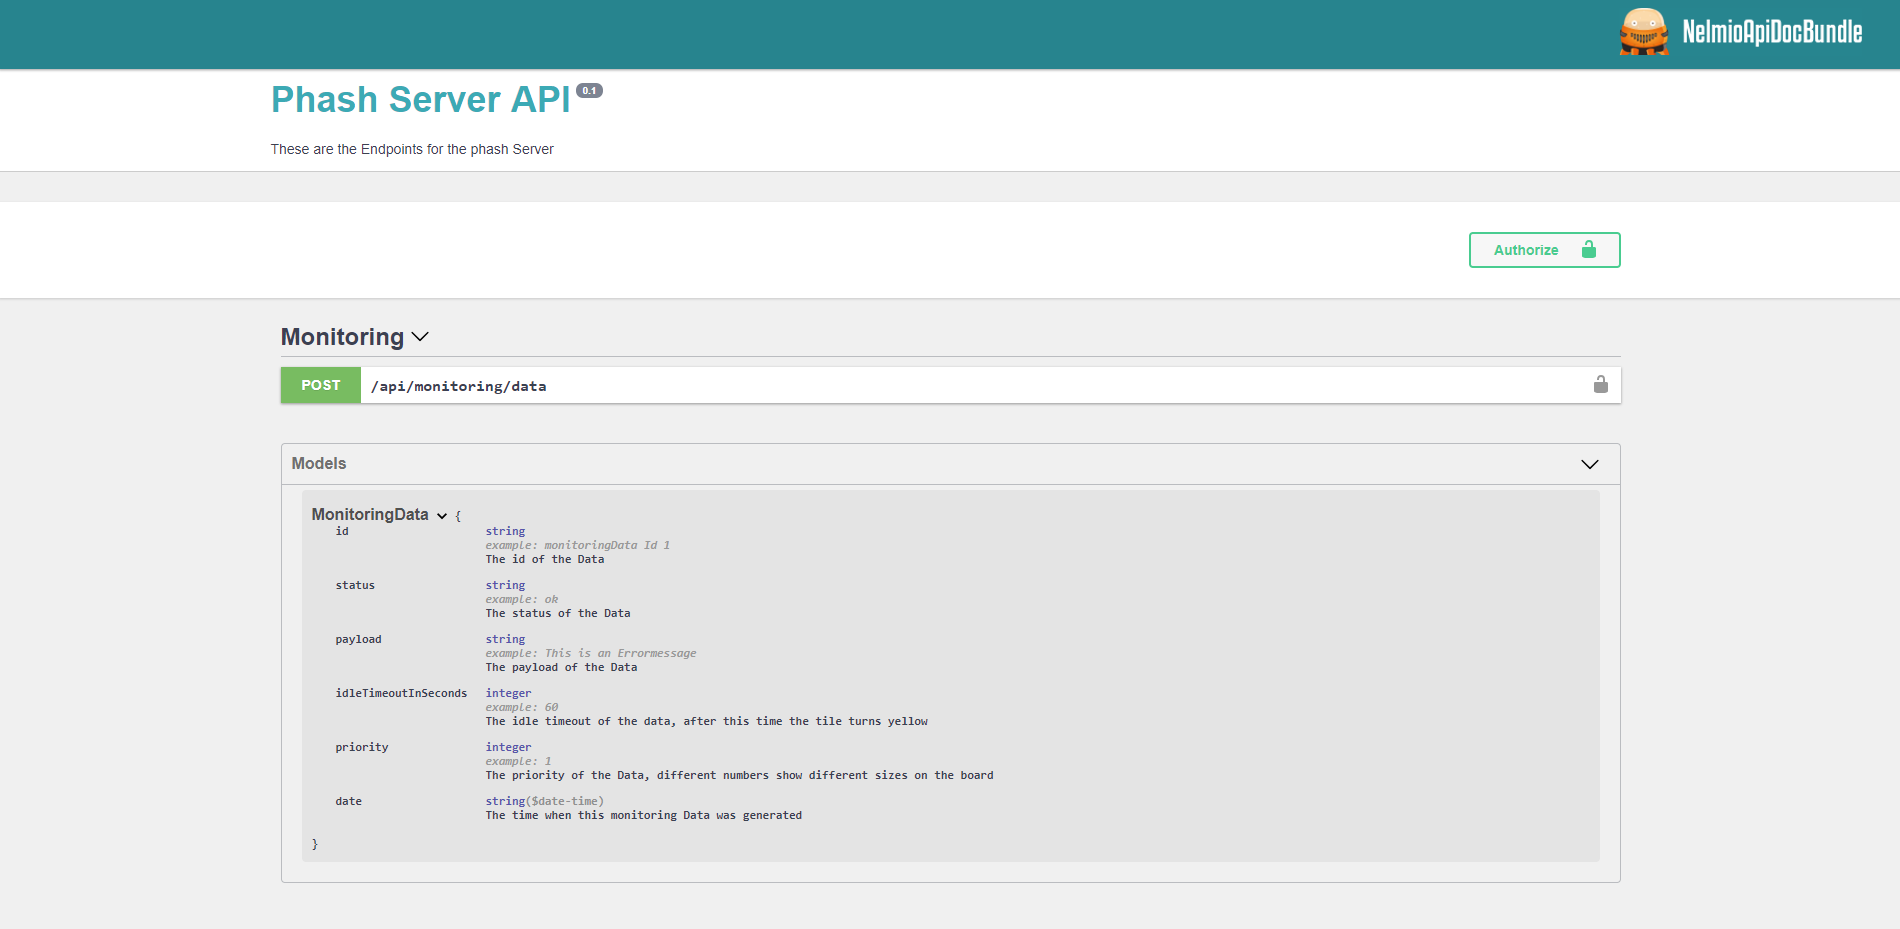 NelmioApiDocBundle
Phash Server API 0.1
These are the Endpoints for the phash Server
Authorize
Monitoring
POST /api/monitoring/data
Models
MonitoringData {
id string
example: monitoringData Id 1
The id of the Data
status string
example: ok
The status of the Data
payload string
example: This is an Errormessage
The payload of the Data
idleTimeoutInSeconds integer
example: 60
The idle timeout of the data, after this time the tile turns yellow
priority integer
example: 1
The priority of the Data, different numbers show different sizes on the board
date string($date-time)
The time when this monitoring Data was generated
}